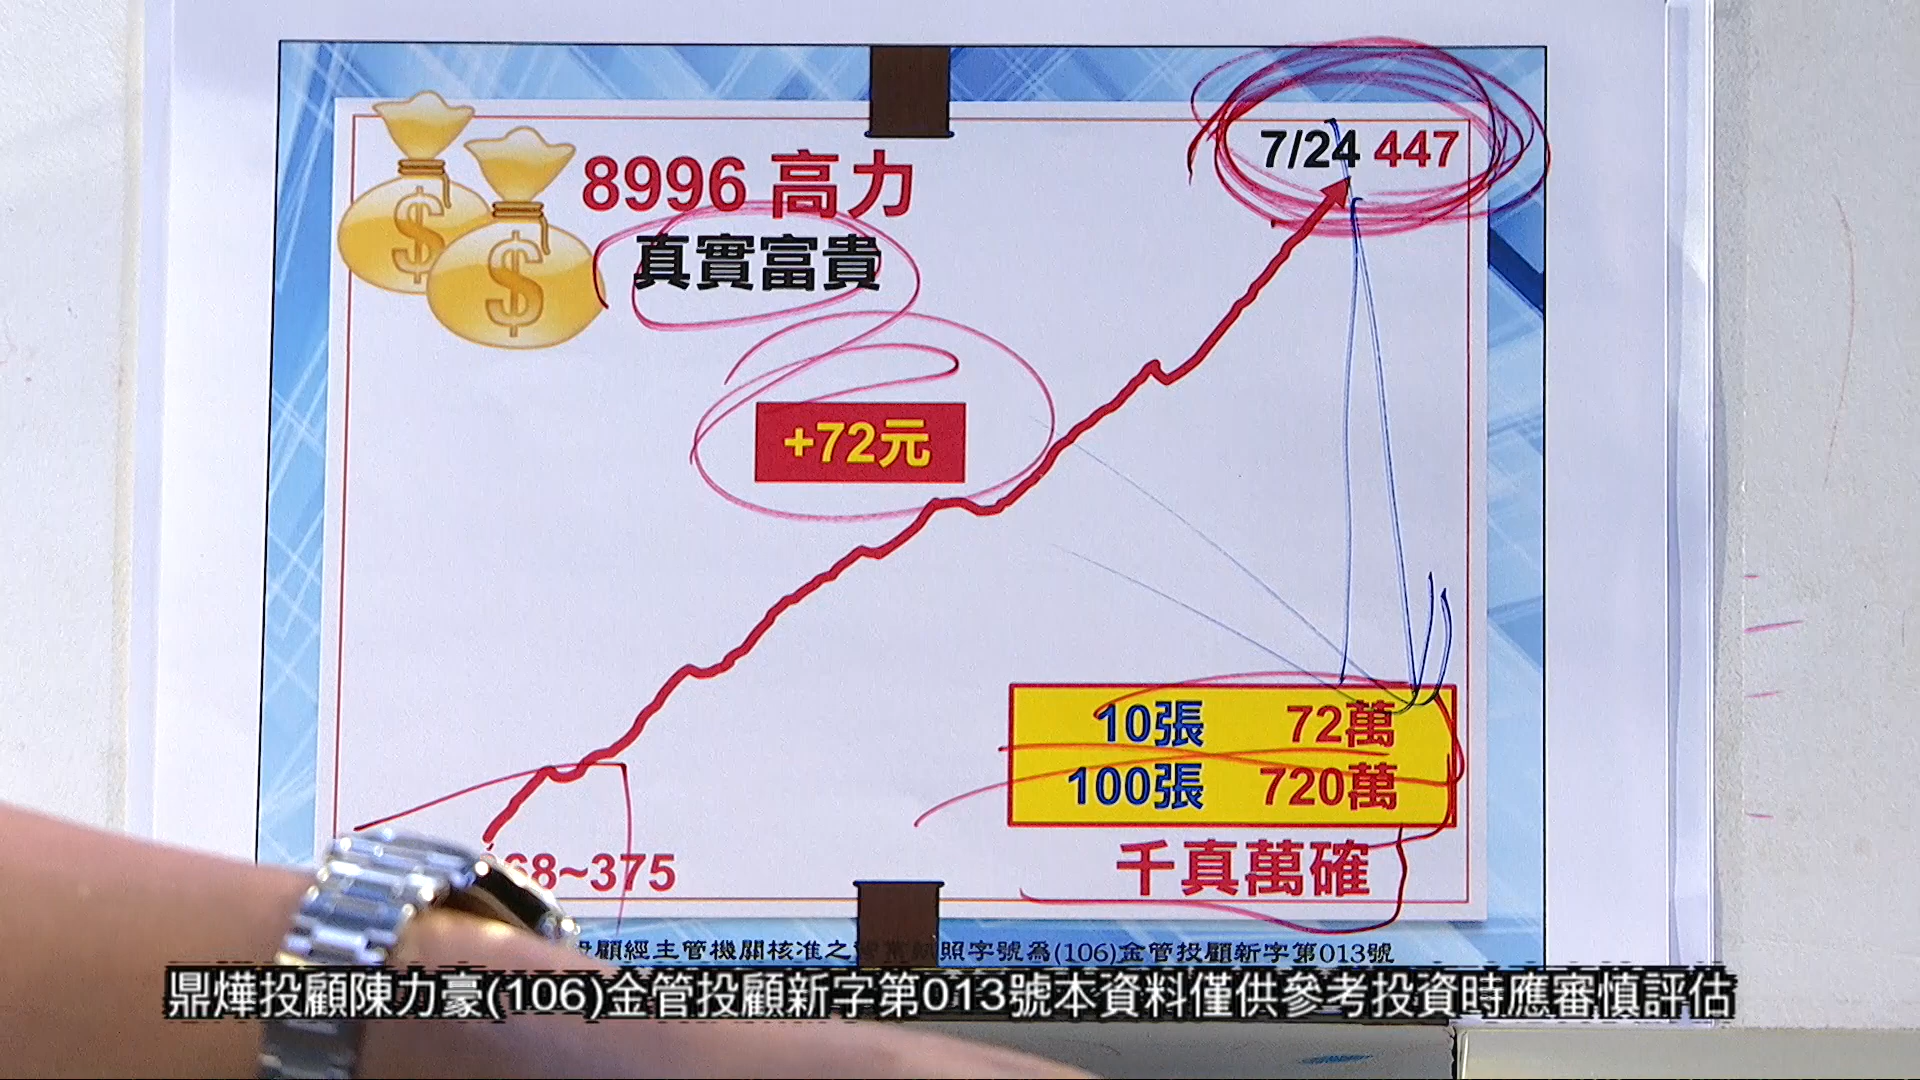 8996 高力
真實富貴
7/24 447
+72元
10張 72萬
100張 720萬
千真萬確
68~375
投顧經主管機關核准之 執照字號為(106)金管投顧新字第013號
鼎燁投顧陳力豪(106)金管投顧新字第013號本資料僅供參考投資時應審慎評估